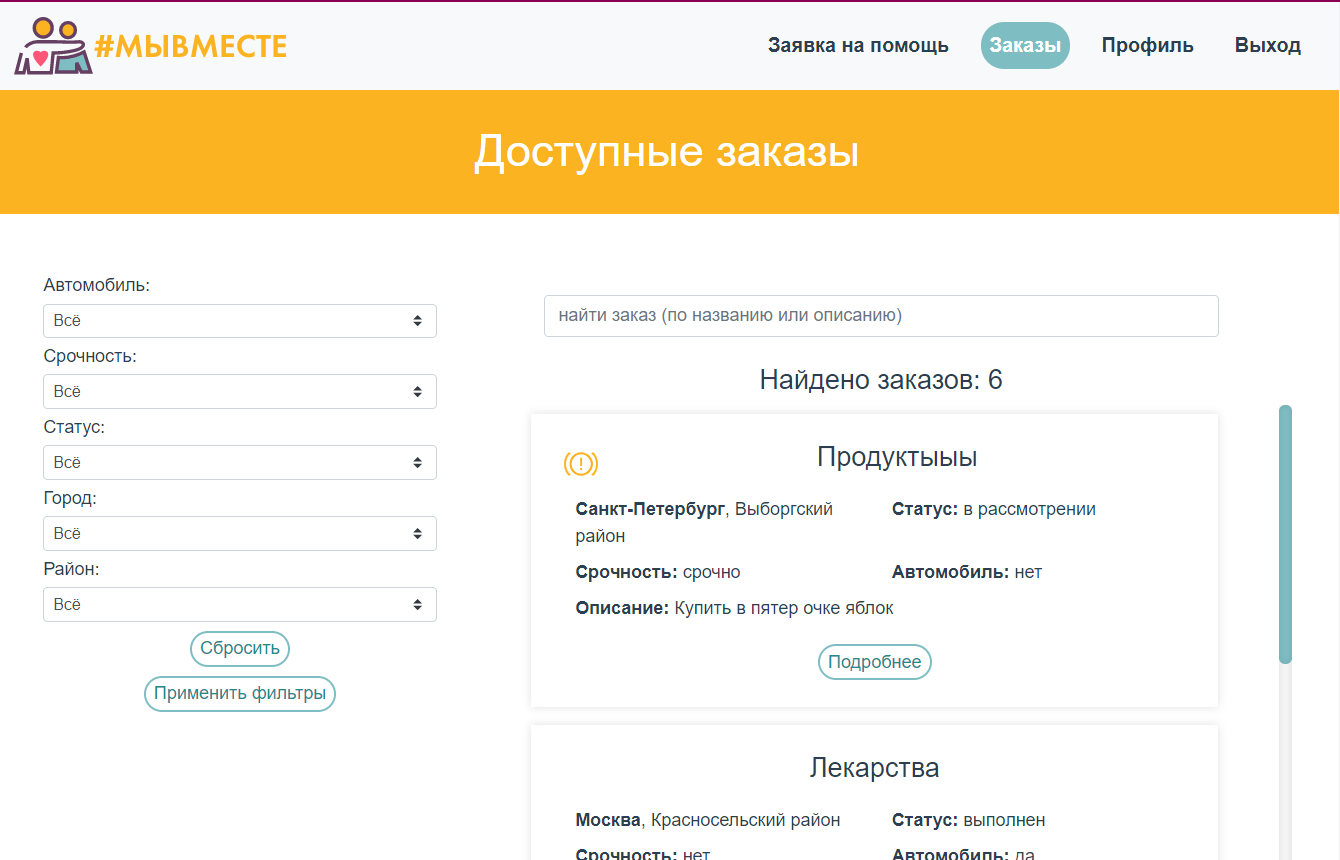 #МЫВМЕСТЕ
Заявка на помощь Заказы Профиль Выход
Доступные заказы
Автомобиль:
Всё
Срочность:
Всё
Статус:
Всё
Город:
Всё
Район:
Всё
Сбросить
Применить фильтры
найти заказ (по названию или описанию)
Найдено заказов: 6
Продуктыыы
Санкт-Петербург, Выборгский район
Статус: в рассмотрении
Срочность: срочно
Автомобиль: нет
Описание: Купить в пятер очке яблок
Подробнее
Лекарства
Москва, Красносельский район
Статус: выполнен
Срочность: нет
Автомобиль: да